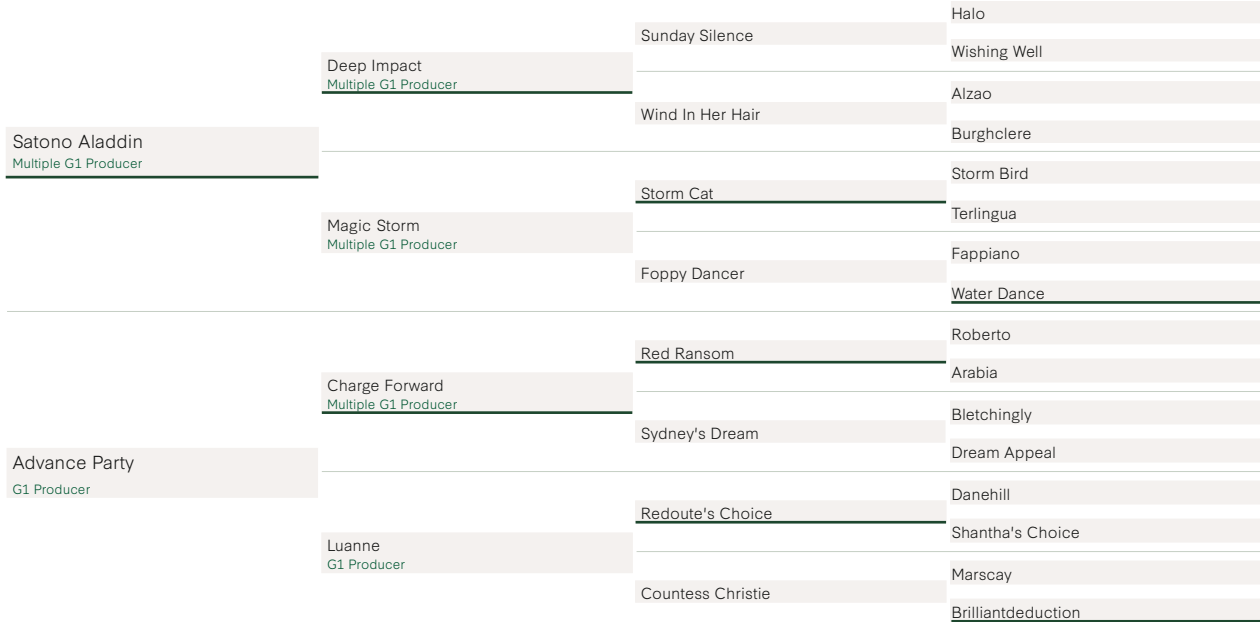 Satono Aladdin
Multiple G1 Producer
Advance Party
G1 Producer
Deep Impact
Multiple G1 Producer
Magic Storm
Multiple G1 Producer
Charge Forward
Multiple G1 Producer
Luanne
G1 Producer
Sunday Silence
Wind In Her Hair
Storm Cat
Foppy Dancer
Red Ransom
Sydney's Dream
Redoute's Choice
Countess Christie
Halo
Wishing Well
Alzao
Burghclere
Storm Bird
Terlingua
Fappiano
Water Dance
Roberto
Arabia
Bletchingly
Dream Appeal
Danehill
Shantha's Choice
Marscay
Brilliantdeduction